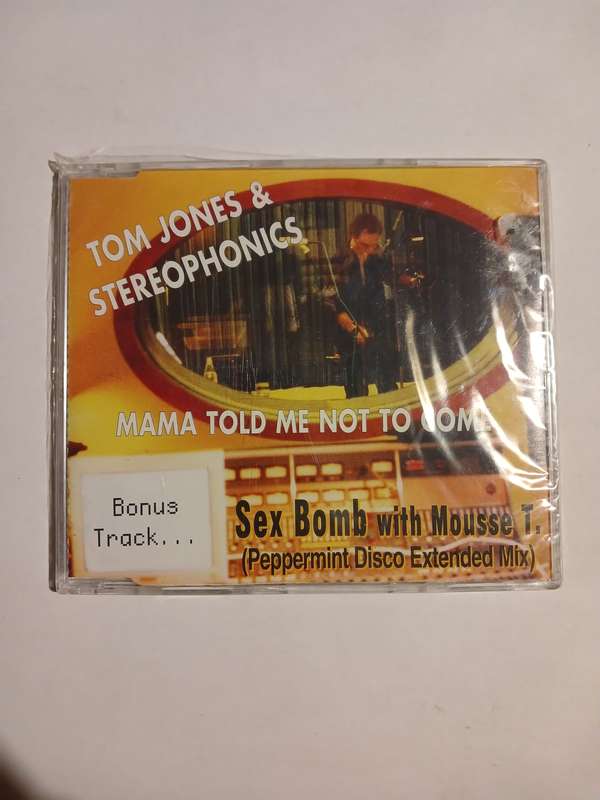 TOM JONES &
STEREOPHONICS
MAMA TOLD ME NOT TO COME
Bonus
Track...
Sex Bomb with Mousse T.
(Peppermint Disco Extended Mix)